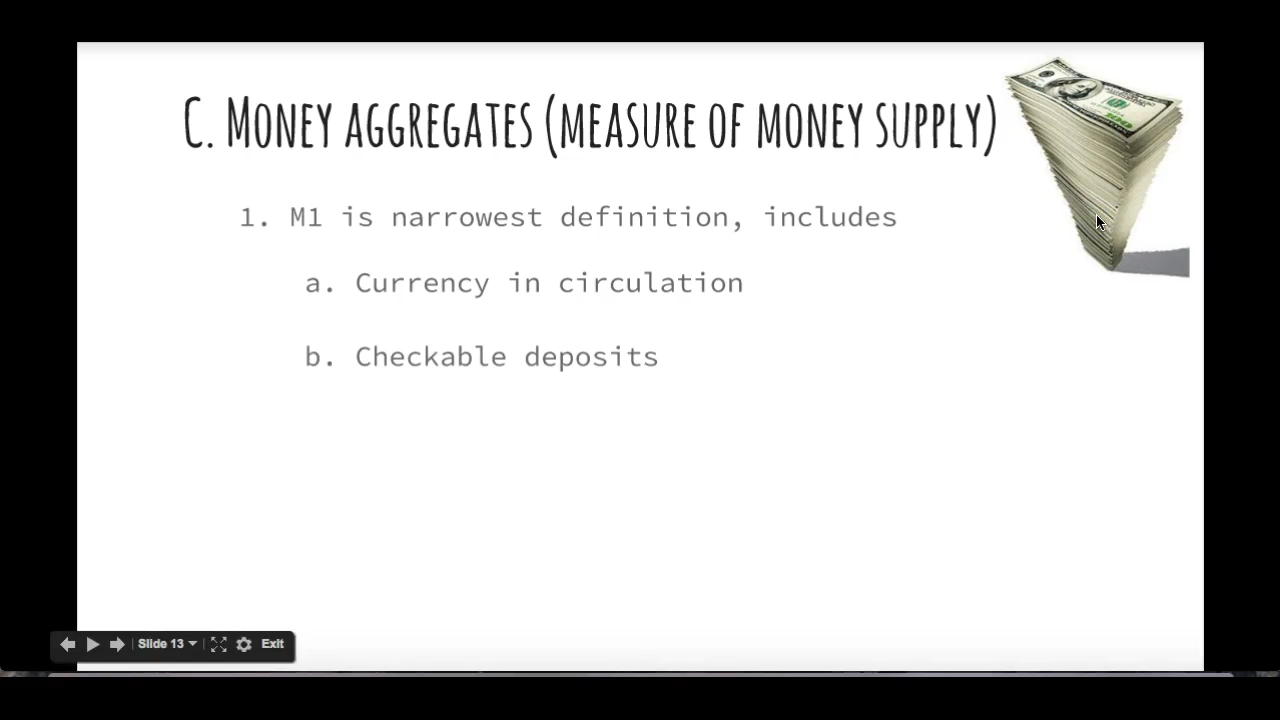 C. Money aggregates (measure of money supply)
1. M1 is narrowest definition, includes
a. Currency in circulation
b. Checkable deposits
Slide 13
Exit